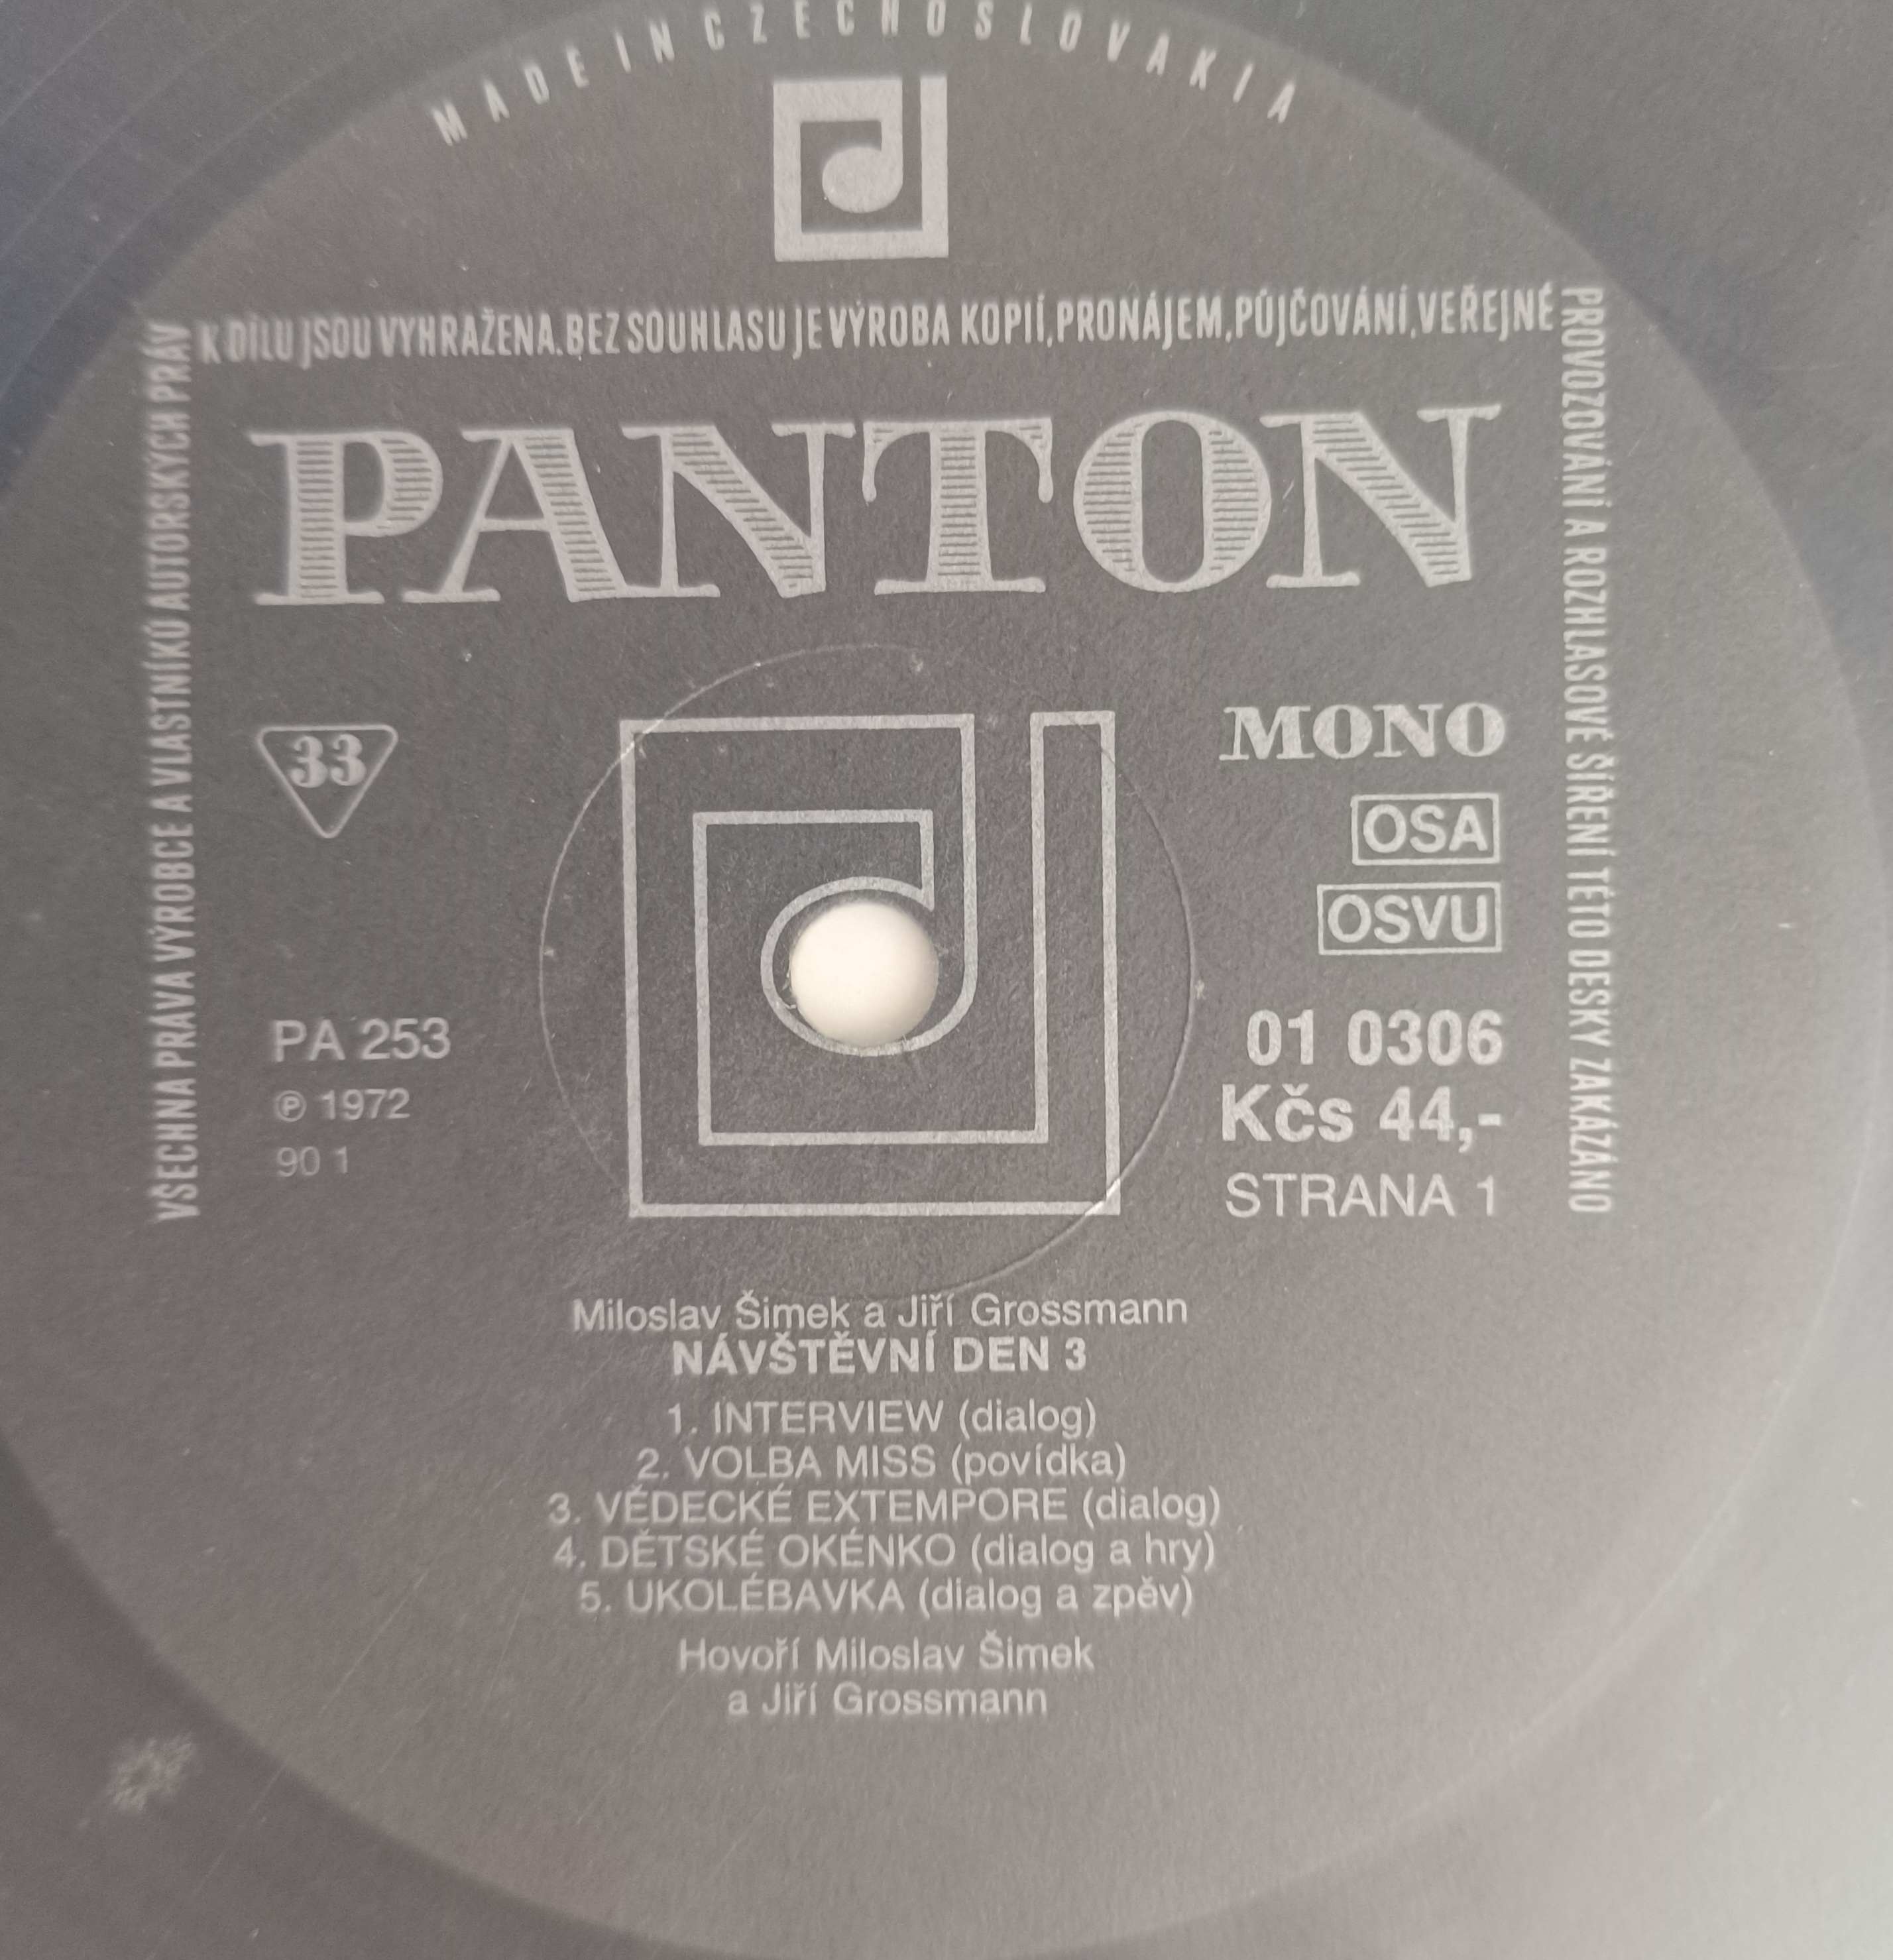 MADE IN CZECHOSLOVAKIA
VŠECHNA PRÁVA VÝROBCE A VLASTNÍKŮ AUTORSKÝCH PRÁV
K DÍLU JSOU VYHRAŽENA. BEZ SOUHLASU JE VÝROBA KOPIÍ, PRONÁJEM, PŮJČOVÁNÍ, VEŘEJNÉ
PROVOZOVÁNÍ A ROZHLASOVÉ ŠÍŘENÍ TÉTO DESKY ZAKÁZÁNO
PANTON
33
MONO
OSA
OSVU
PA 253
℗ 1972
90 1
01 0306
Kčs 44,-
STRANA 1
Miloslav Šimek a Jiří Grossmann
NÁVŠTĚVNÍ DEN 3
1. INTERVIEW (dialog)
2. VOLBA MISS (povídka)
3. VĚDECKÉ EXTEMPORE (dialog)
4. DĚTSKÉ OKÉNKO (dialog a hry)
5. UKOLÉBAVKA (dialog a zpěv)
Hovoří Miloslav Šimek
a Jiří Grossmann